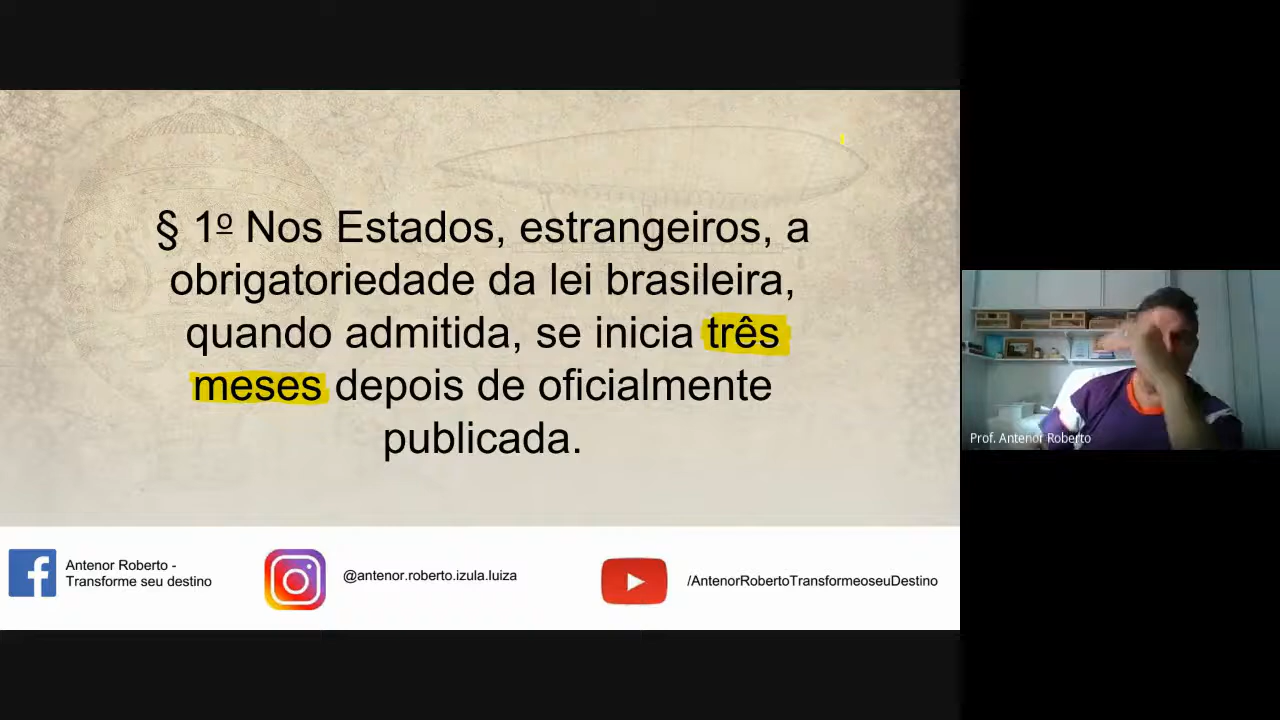 § 1º Nos Estados, estrangeiros, a
obrigatoriedade da lei brasileira,
quando admitida, se inicia três
meses depois de oficialmente
publicada.
Prof. Antenor Roberto
Antenor Roberto -
Transforme seu destino
@antenor.roberto.izula.luiza
/AntenorRobertoTransformeoseuDestino